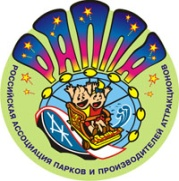 РАППА
РОССИЙСКАЯ АССОЦИАЦИЯ ПАРКОВ И ПРОИЗВОДИТЕЛЕЙ АТТРАКЦИОНОВ